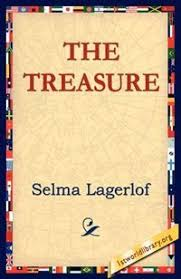 THE
TREASURE
Selma Lagerlof
1stworldlibrary.org